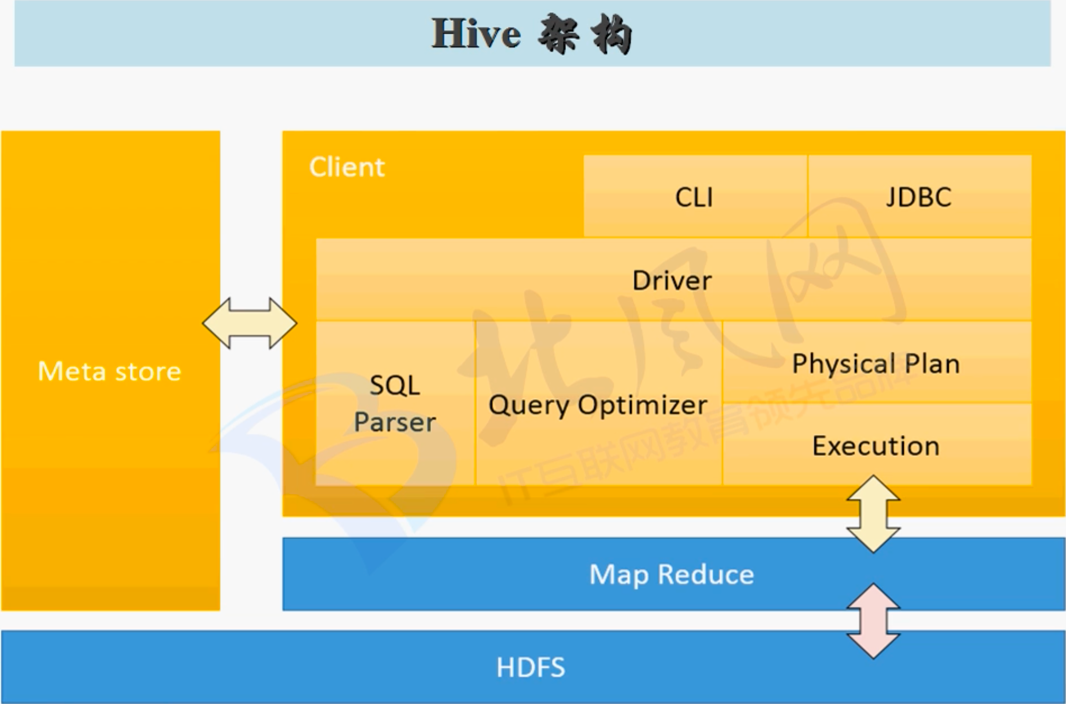 Hive 架构
Client
CLI
JDBC
Driver
Meta store
SQL
Parser
Query Optimizer
Physical Plan
Execution
Map Reduce
HDFS
北风网
IT互联网教育领先品牌